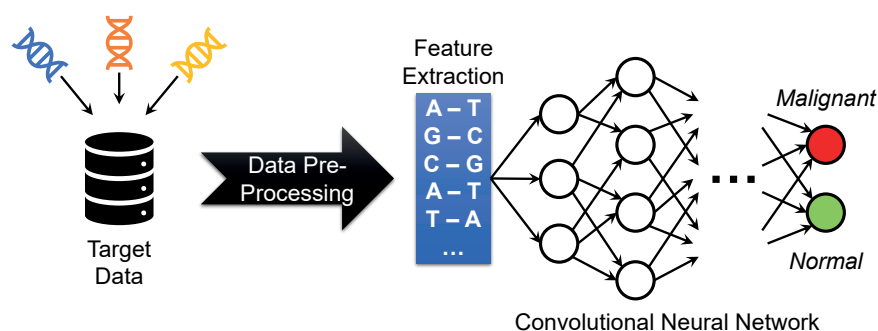 Target
Data
Data Pre-
Processing
Feature
Extraction
A – T
G – C
C – G
A – T
T – A
...
...
Malignant
Normal
Convolutional Neural Network